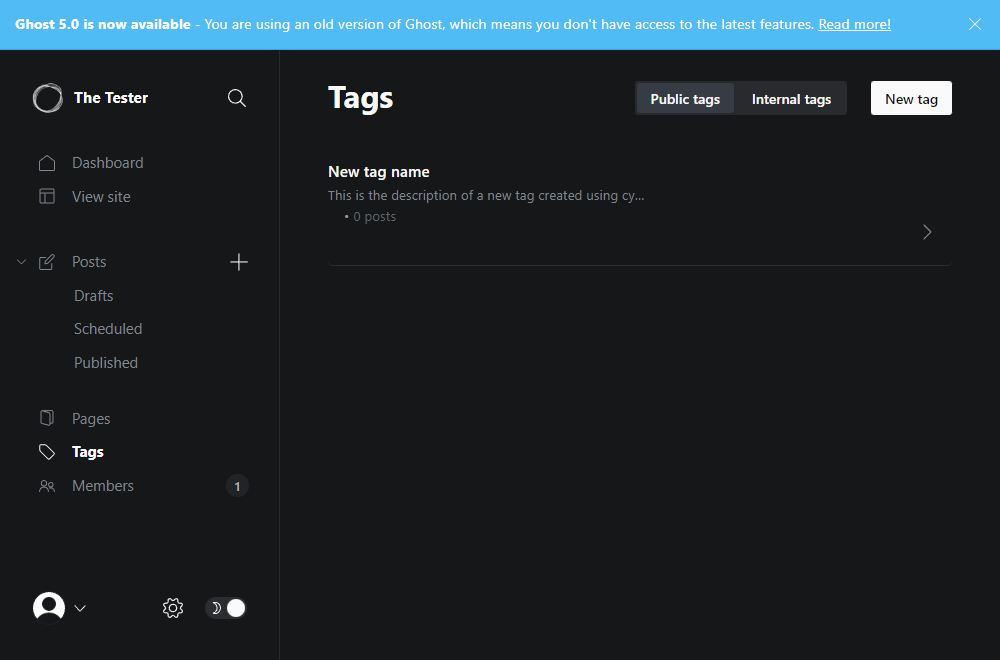 Ghost 5.0 is now available - You are using an old version of Ghost, which means you don't have access to the latest features. Read more!
The Tester
Dashboard
View site
Posts
Drafts
Scheduled
Published
Pages
Tags
Members 1
Tags
Public tags Internal tags New tag
New tag name
This is the description of a new tag created using cy...
• 0 posts